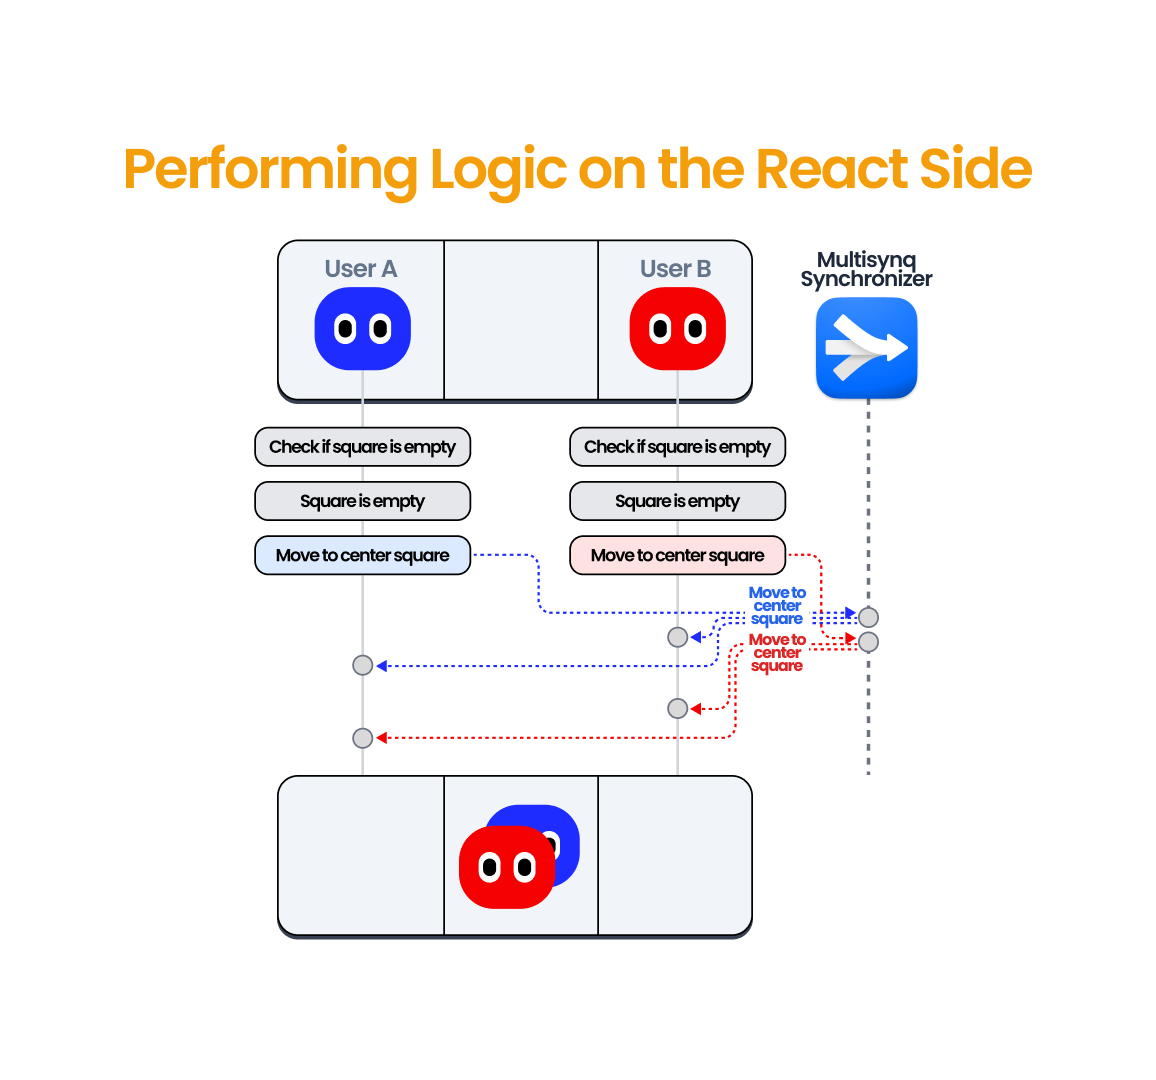 Performing Logic on the React Side
User A
User B
Multisynq
Synchronizer
Check if square is empty
Check if square is empty
Square is empty
Square is empty
Move to center square
Move to center square
Move to
center
square
Move to
center
square